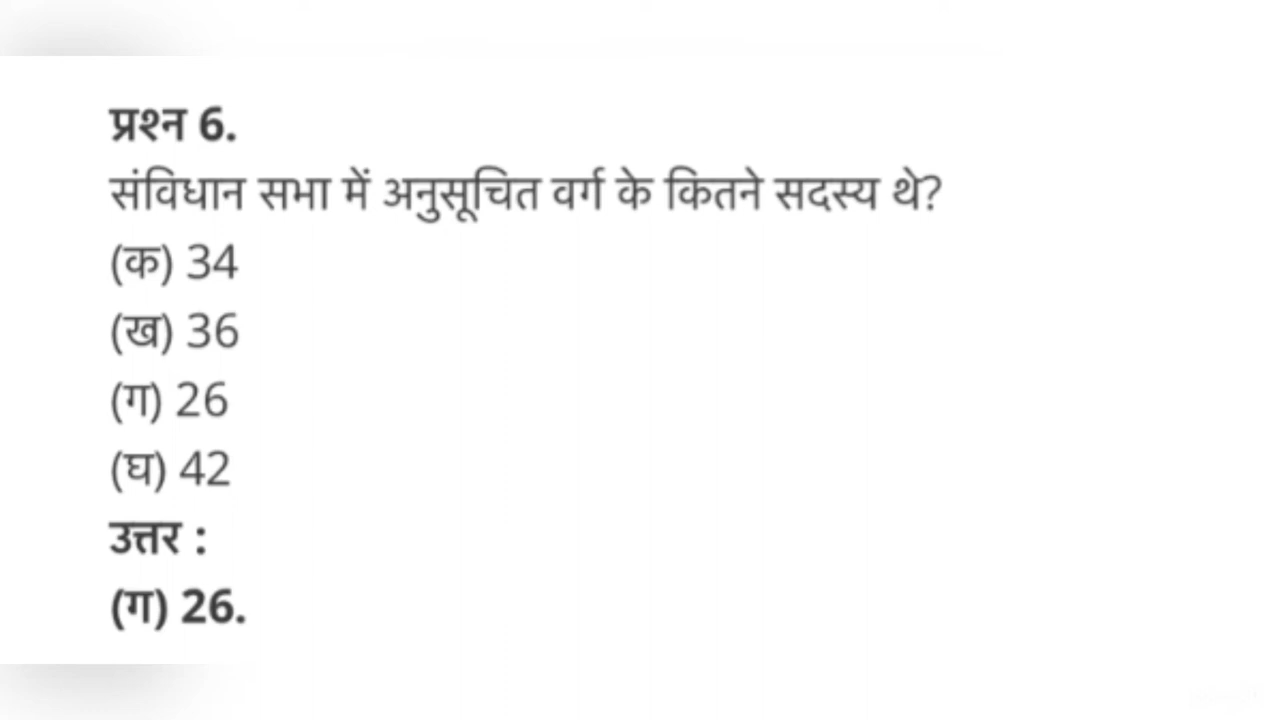 प्रश्न 6.
संविधान सभा में अनुसूचित वर्ग के कितने सदस्य थे?
(क) 34
(ख) 36
(ग) 26
(घ) 42
उत्तर :
(ग) 26.